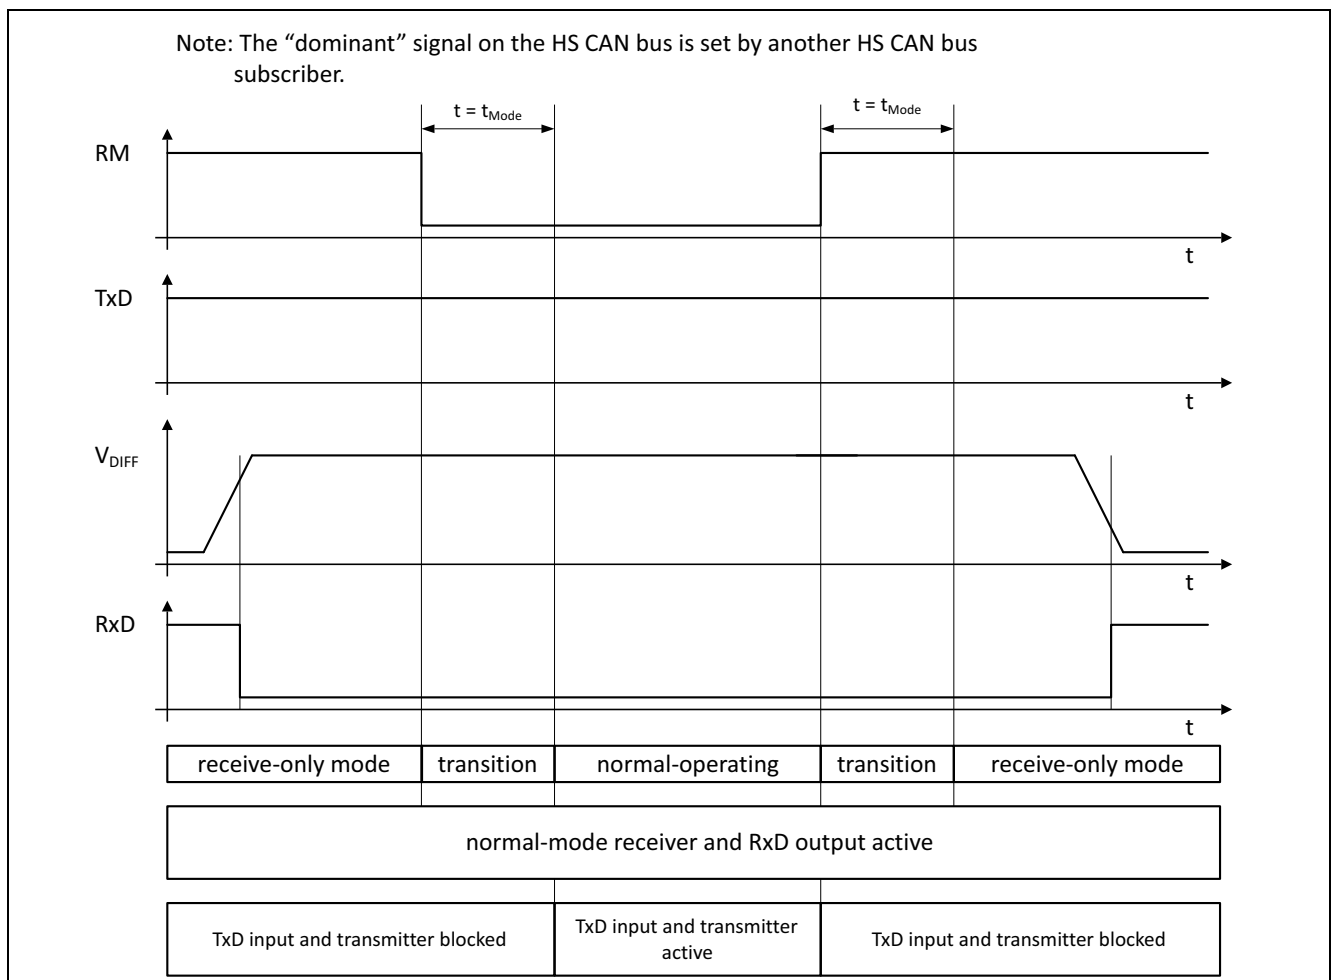 Note: The “dominant” signal on the HS CAN bus is set by another HS CAN bus
subscriber.
t = tMode
t = tMode
RM
t
TxD
t
VDIFF
t
RxD
t
receive-only mode
transition
normal-operating
transition
receive-only mode
normal-mode receiver and RxD output active
TxD input and transmitter blocked
TxD input and transmitter
active
TxD input and transmitter blocked